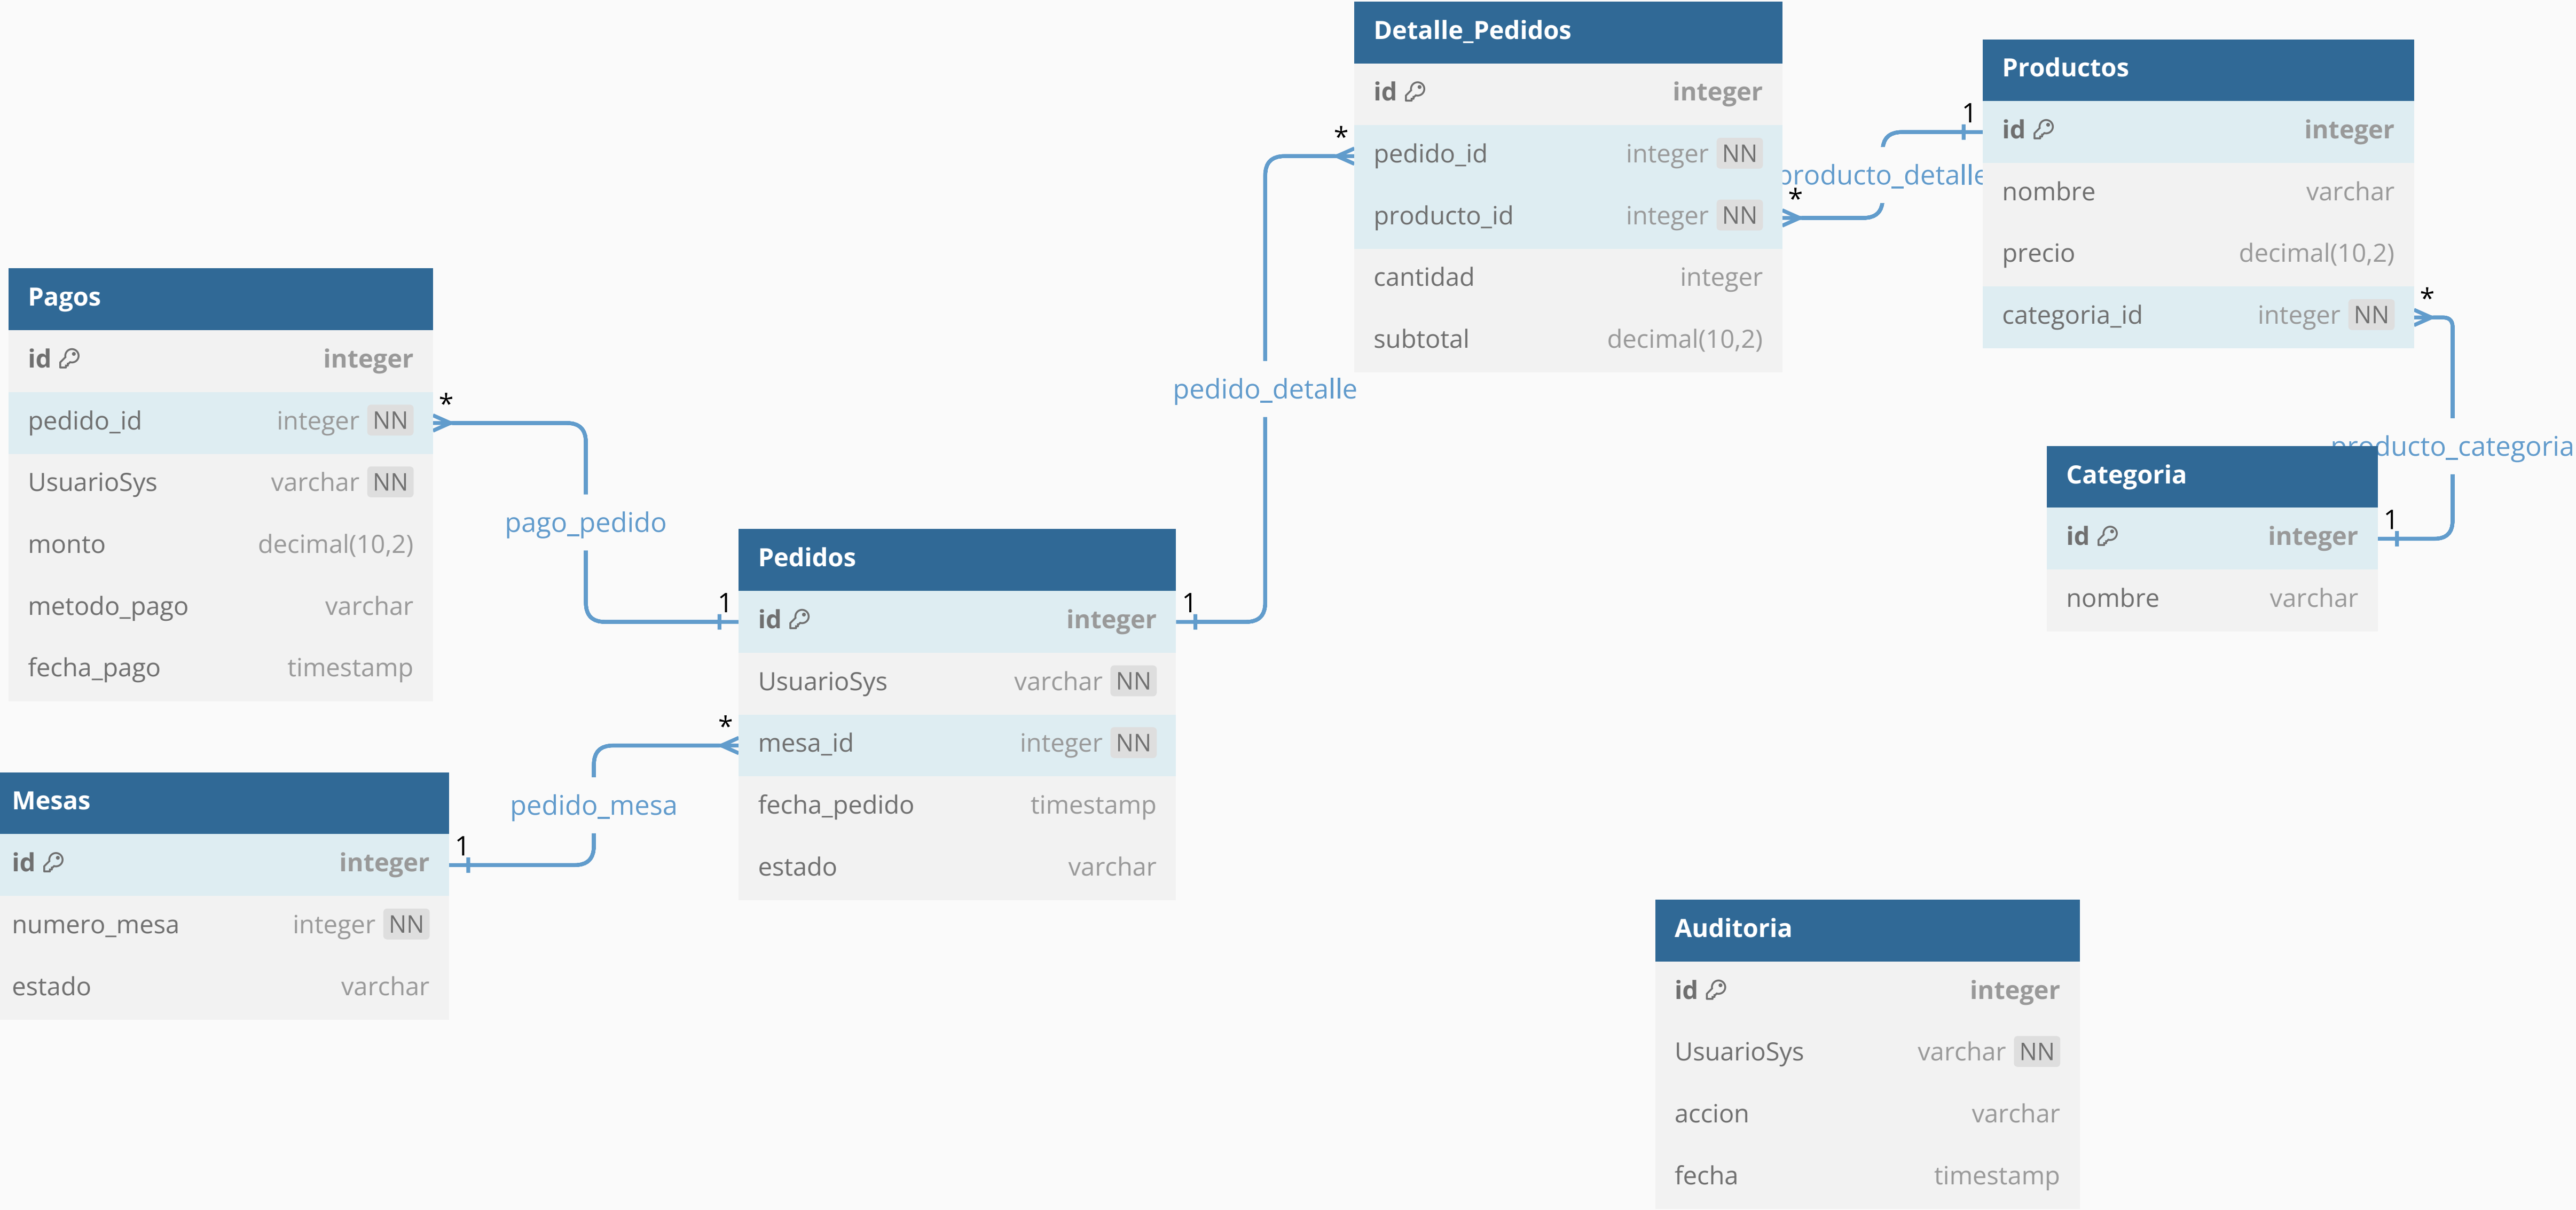 Detalle_Pedidos
id integer
pedido_id integer NN
producto_id integer NN
cantidad integer
subtotal decimal(10,2)
*
*
producto_detalle
1
Productos
id integer
nombre varchar
precio decimal(10,2)
categoria_id integer NN
*
producto_categoria
1
Categoria
id integer
nombre varchar
Pagos
id integer
pedido_id integer NN
UsuarioSys varchar NN
monto decimal(10,2)
metodo_pago varchar
fecha_pago timestamp
*
pago_pedido
1
pedido_detalle
1
Pedidos
id integer
UsuarioSys varchar NN
mesa_id integer NN
fecha_pedido timestamp
estado varchar
*
pedido_mesa
1
Mesas
id integer
numero_mesa integer NN
estado varchar
Auditoria
id integer
UsuarioSys varchar NN
accion varchar
fecha timestamp